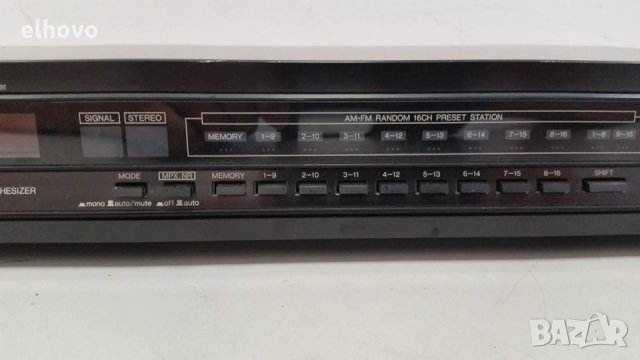 elhovo
SIGNAL STEREO
AM-FM RANDOM 16CH PRESET STATION
MEMORY 1–9 2–10 3–11 4–12 5–13 6–14 7–15 8–16 1–8
HESIZER
MODE MPX NR MEMORY 1–9 2–10 3–11 4–12 5–13 6–14 7–15 8–16 SHIFT
mono auto/mute off auto
BAZAR